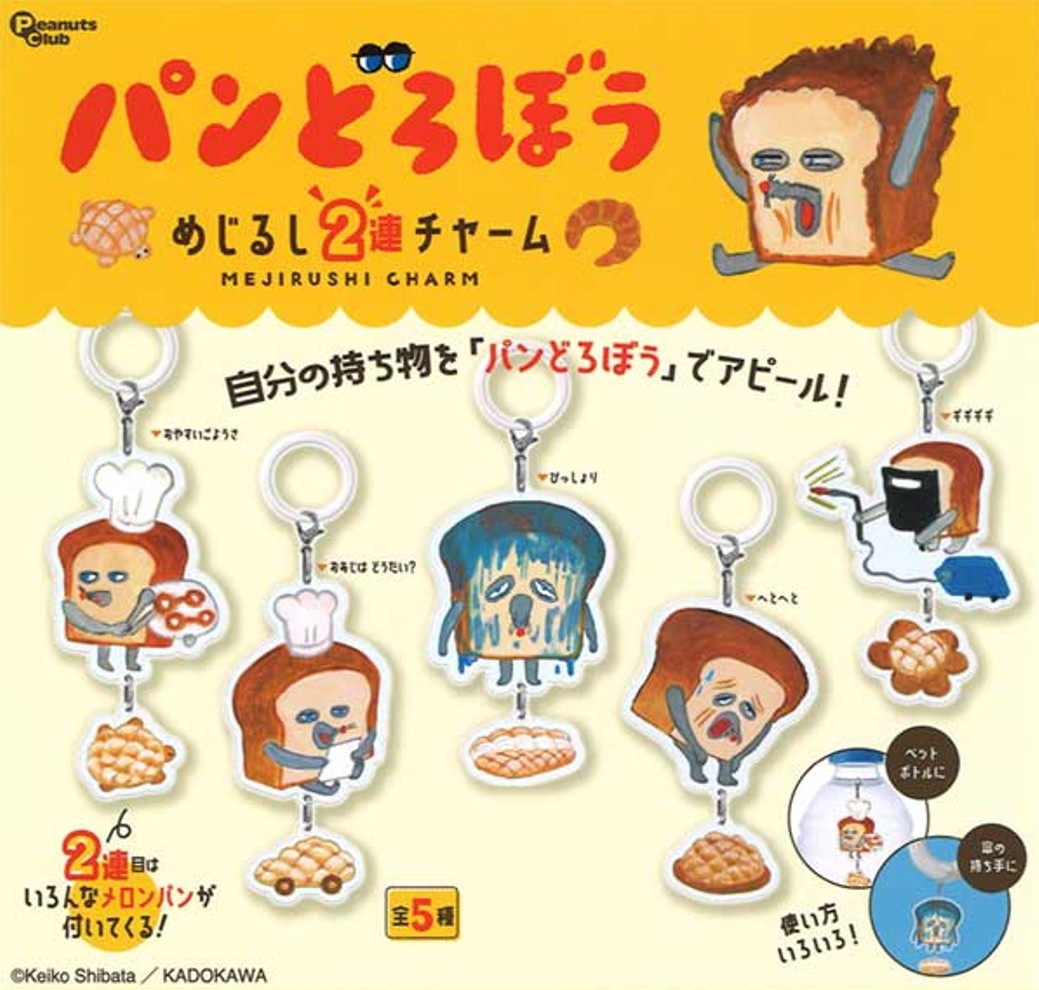 Peanuts
Club
パンどろぼう
めじるし2連チャーム
MEJIRUSHI CHARM
自分の持ち物を「パンどろぼう」でアピール!
おやすいごようさ
おあじは どうだい?
びっしょり
へとへと
ギギギギ
2連目は
いろんなメロンパンが
付いてくる!
全5種
ペット
ボトルに
傘の
持ち手に
使い方
いろいろ!
©Keiko Shibata / KADOKAWA